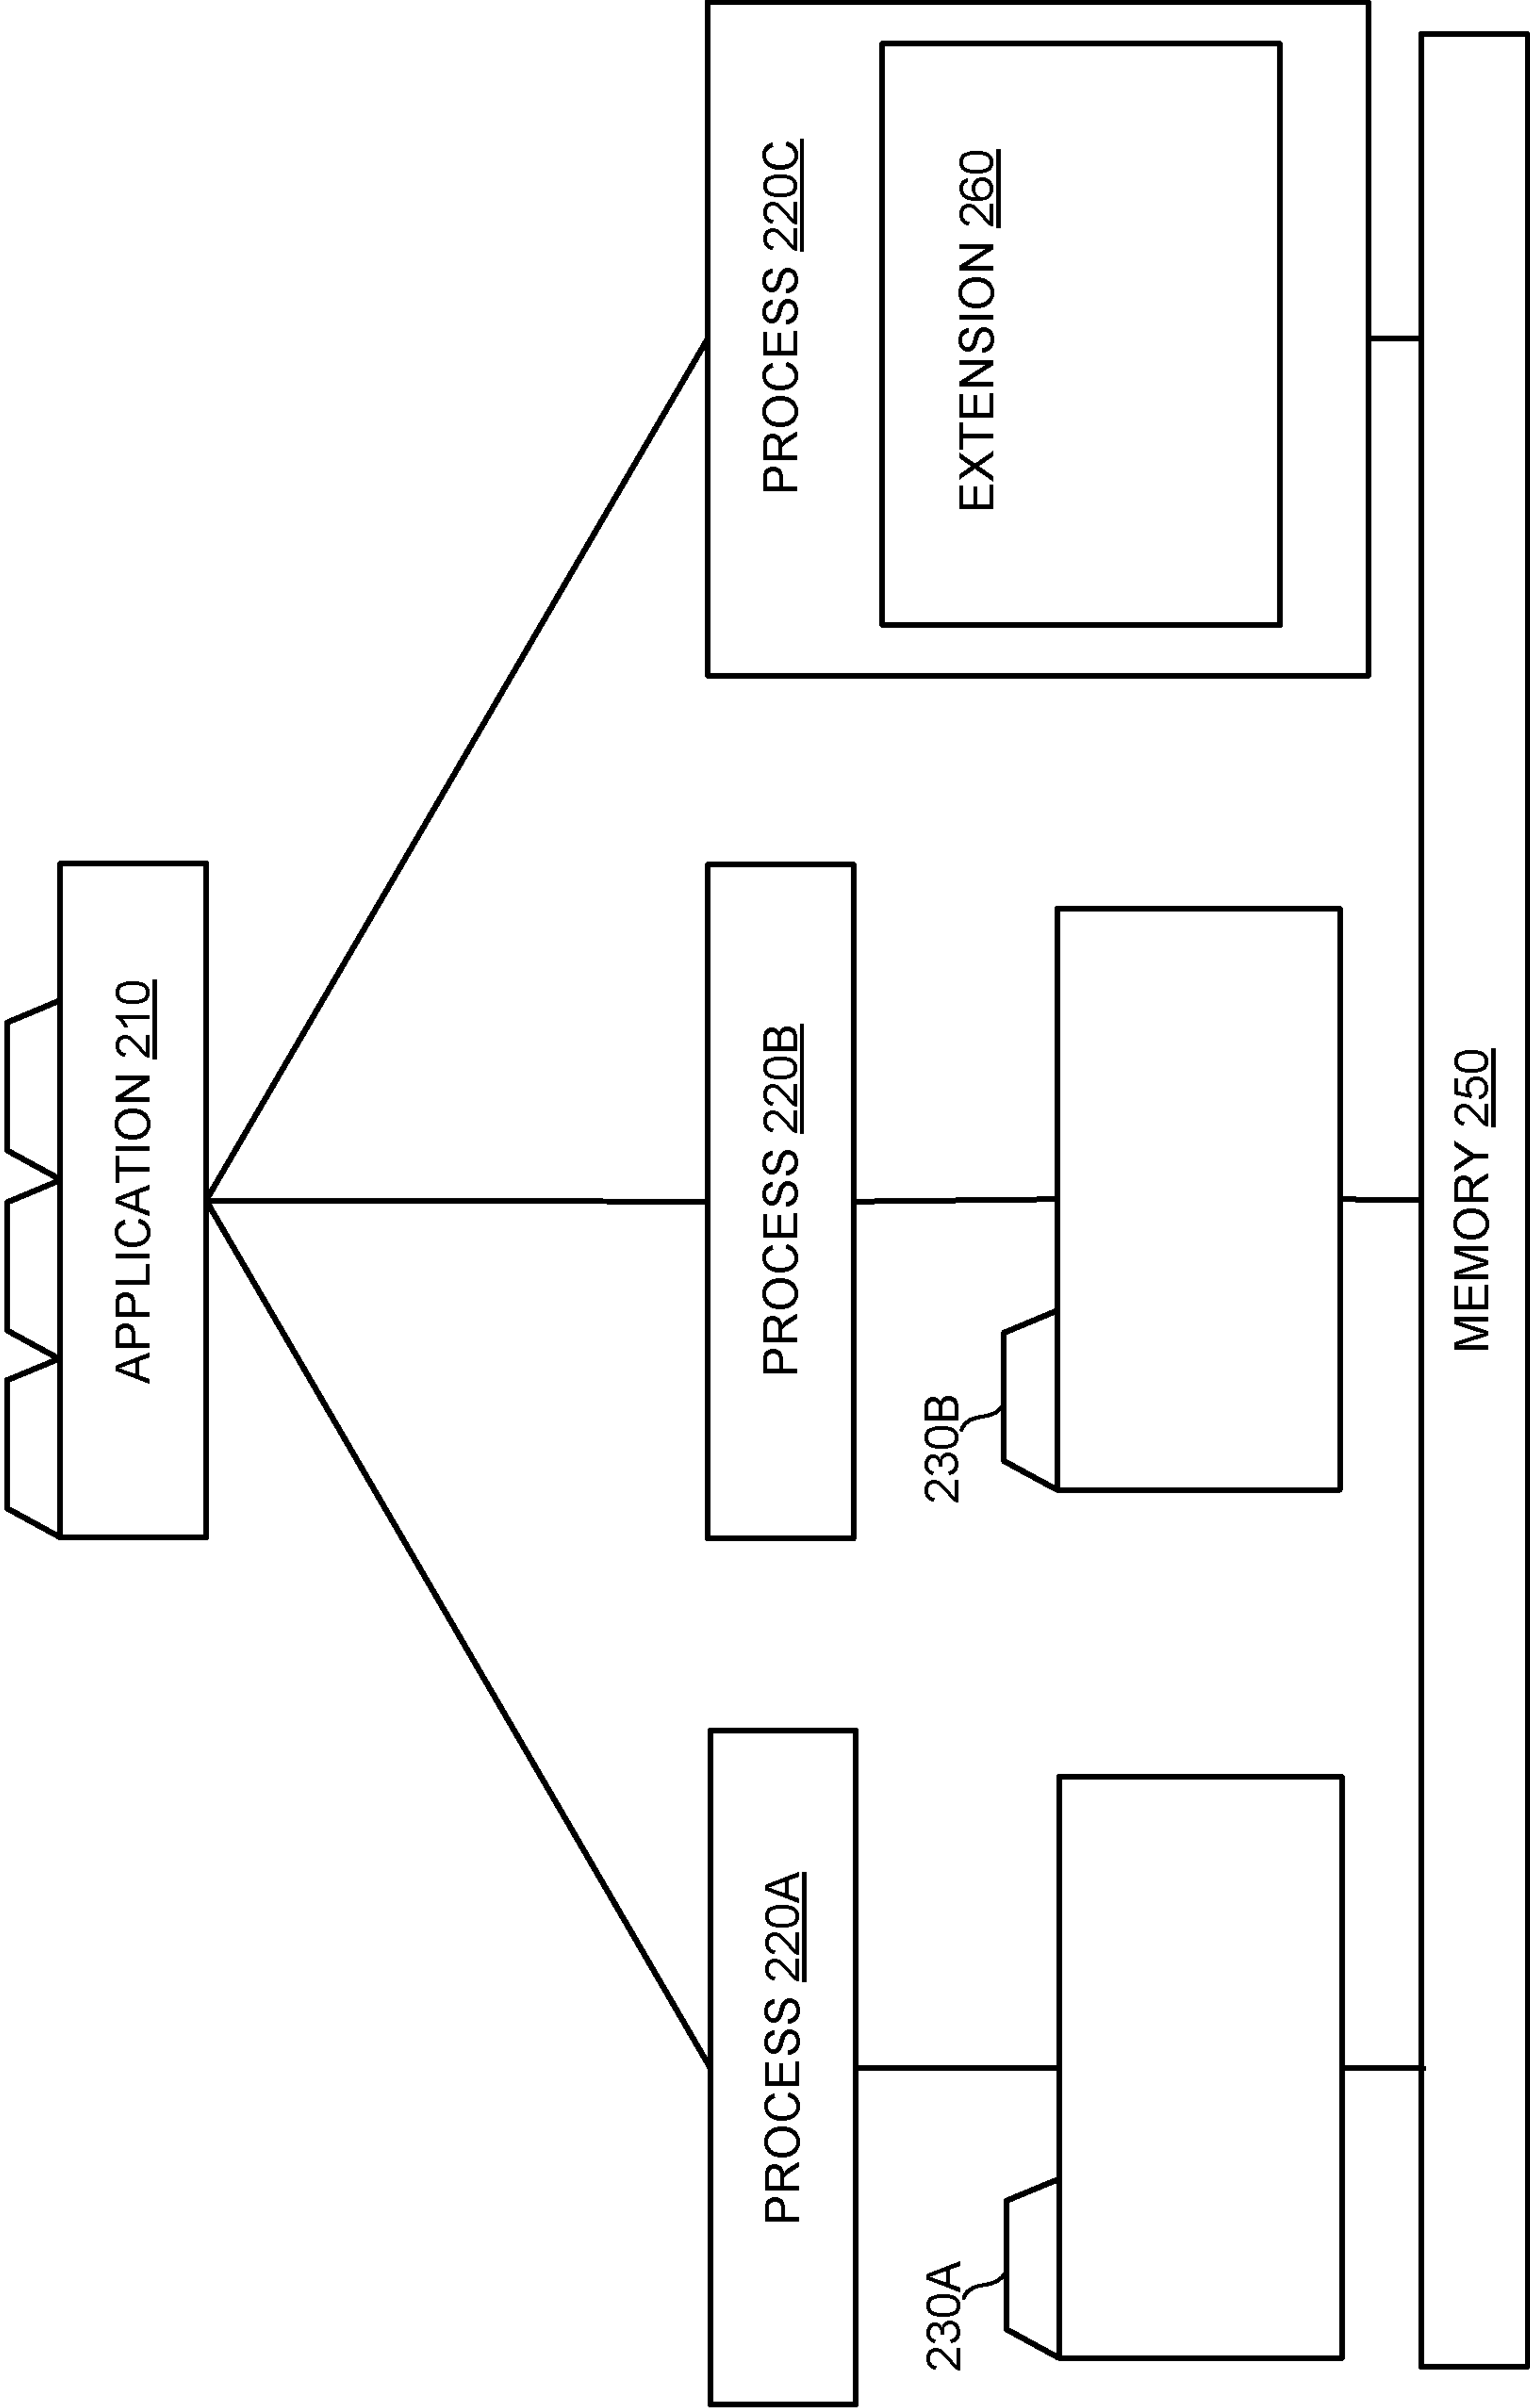 APPLICATION 210
PROCESS 220A
PROCESS 220B
PROCESS 220C
230A
230B
EXTENSION 260
MEMORY 250